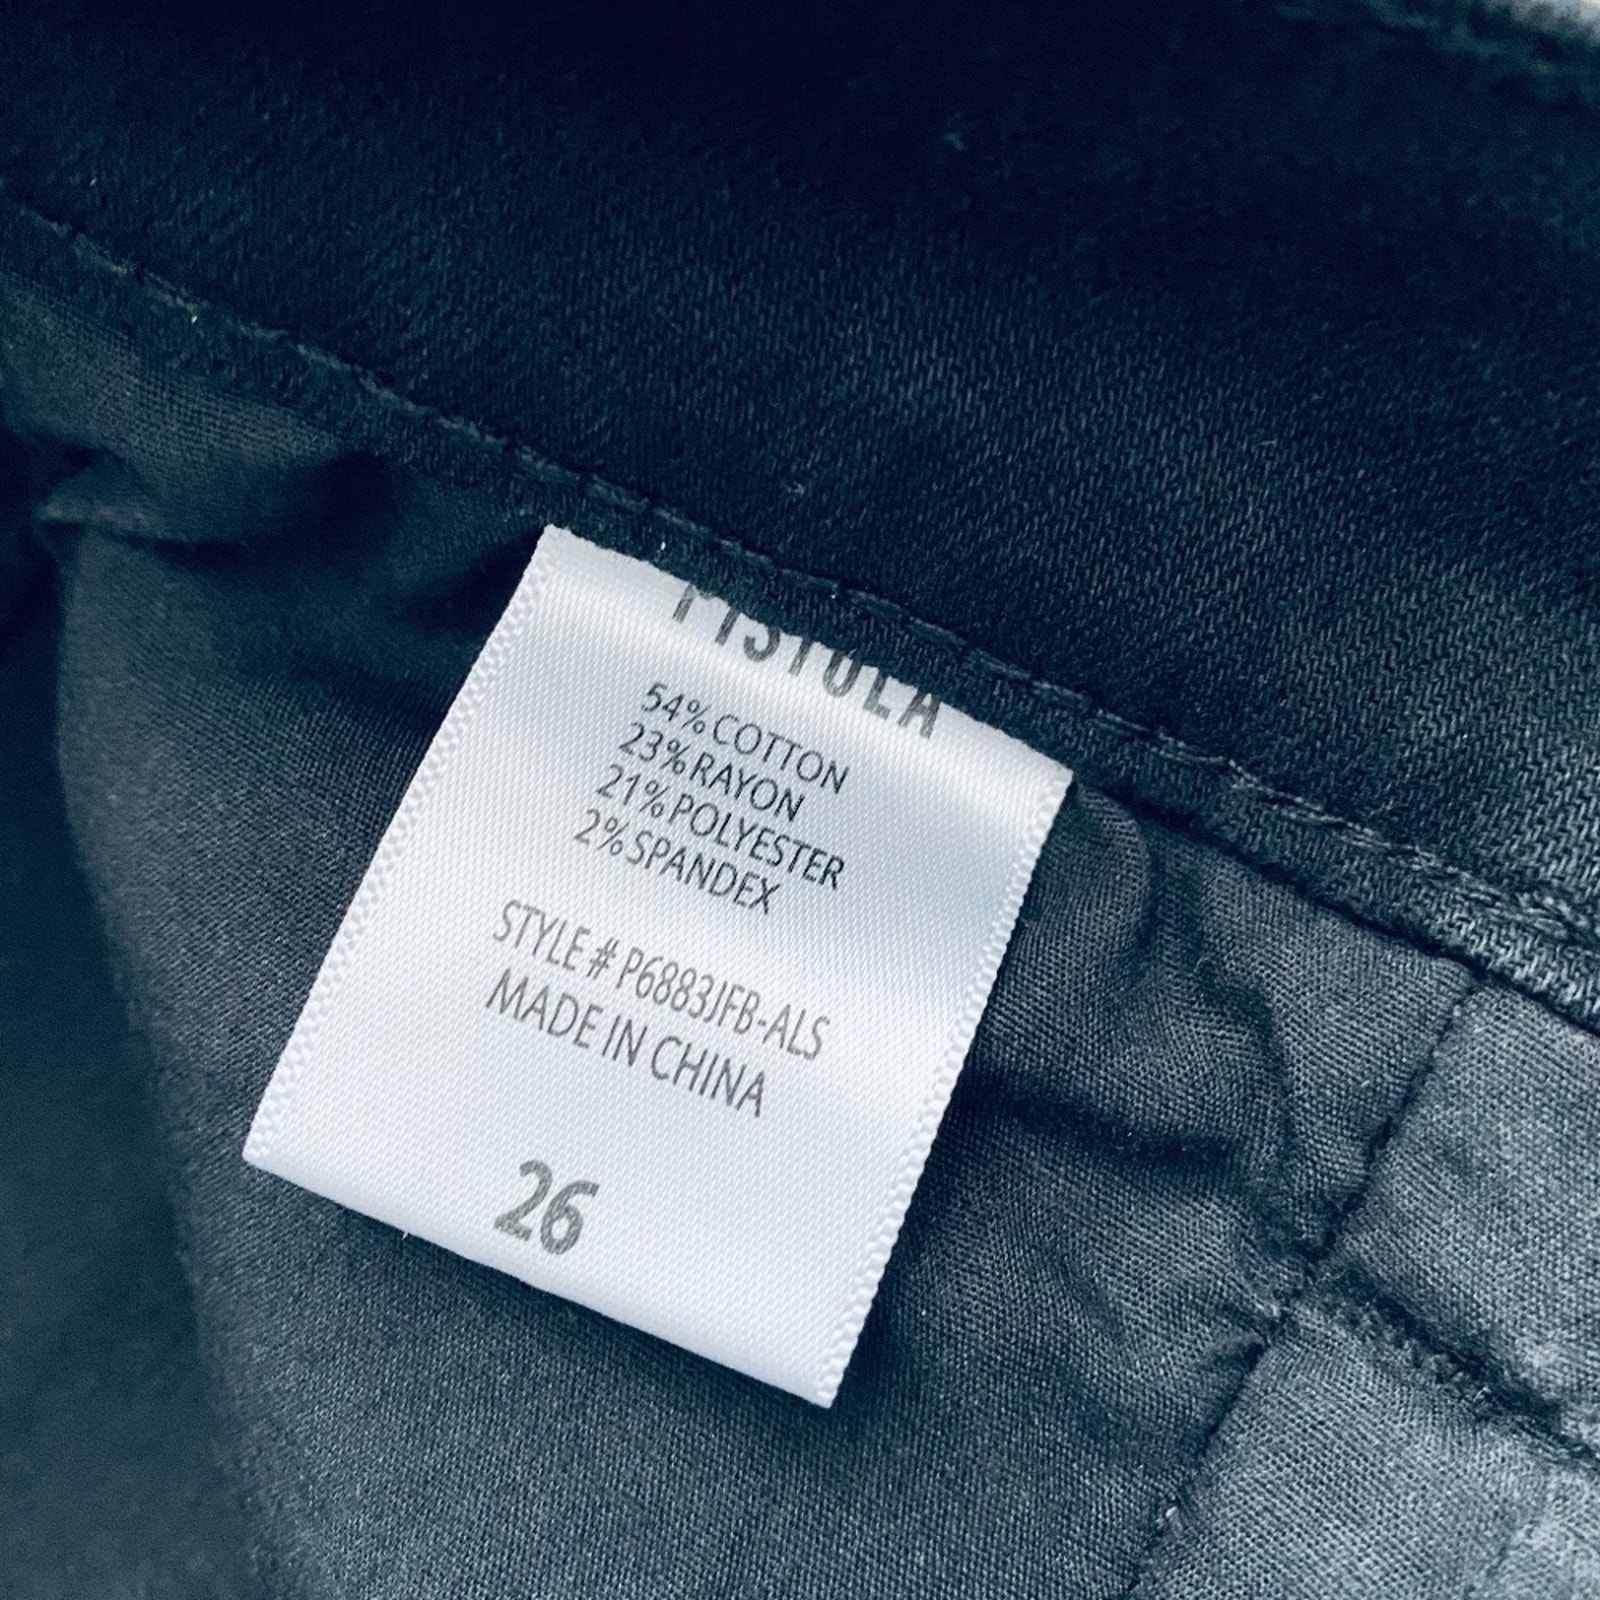 PISTOLA
54% COTTON
23% RAYON
21% POLYESTER
2% SPANDEX
STYLE # P6883JFB-ALS
MADE IN CHINA
26